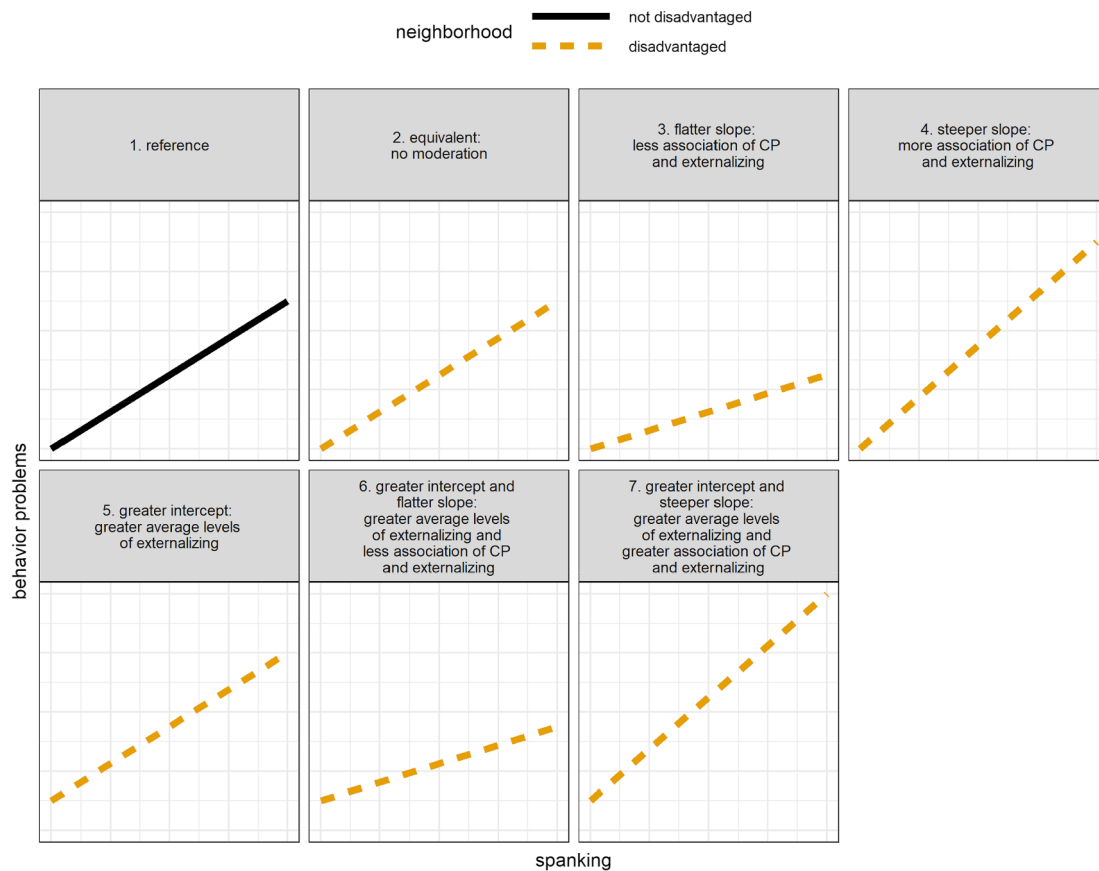 neighborhood
not disadvantaged
disadvantaged
1. reference
2. equivalent:
no moderation
3. flatter slope:
less association of CP
and externalizing
4. steeper slope:
more association of CP
and externalizing
5. greater intercept:
greater average levels
of externalizing
6. greater intercept and
flatter slope:
greater average levels
of externalizing and
less association of CP
and externalizing
7. greater intercept and
steeper slope:
greater average levels
of externalizing and
greater association of CP
and externalizing
behavior problems
spanking